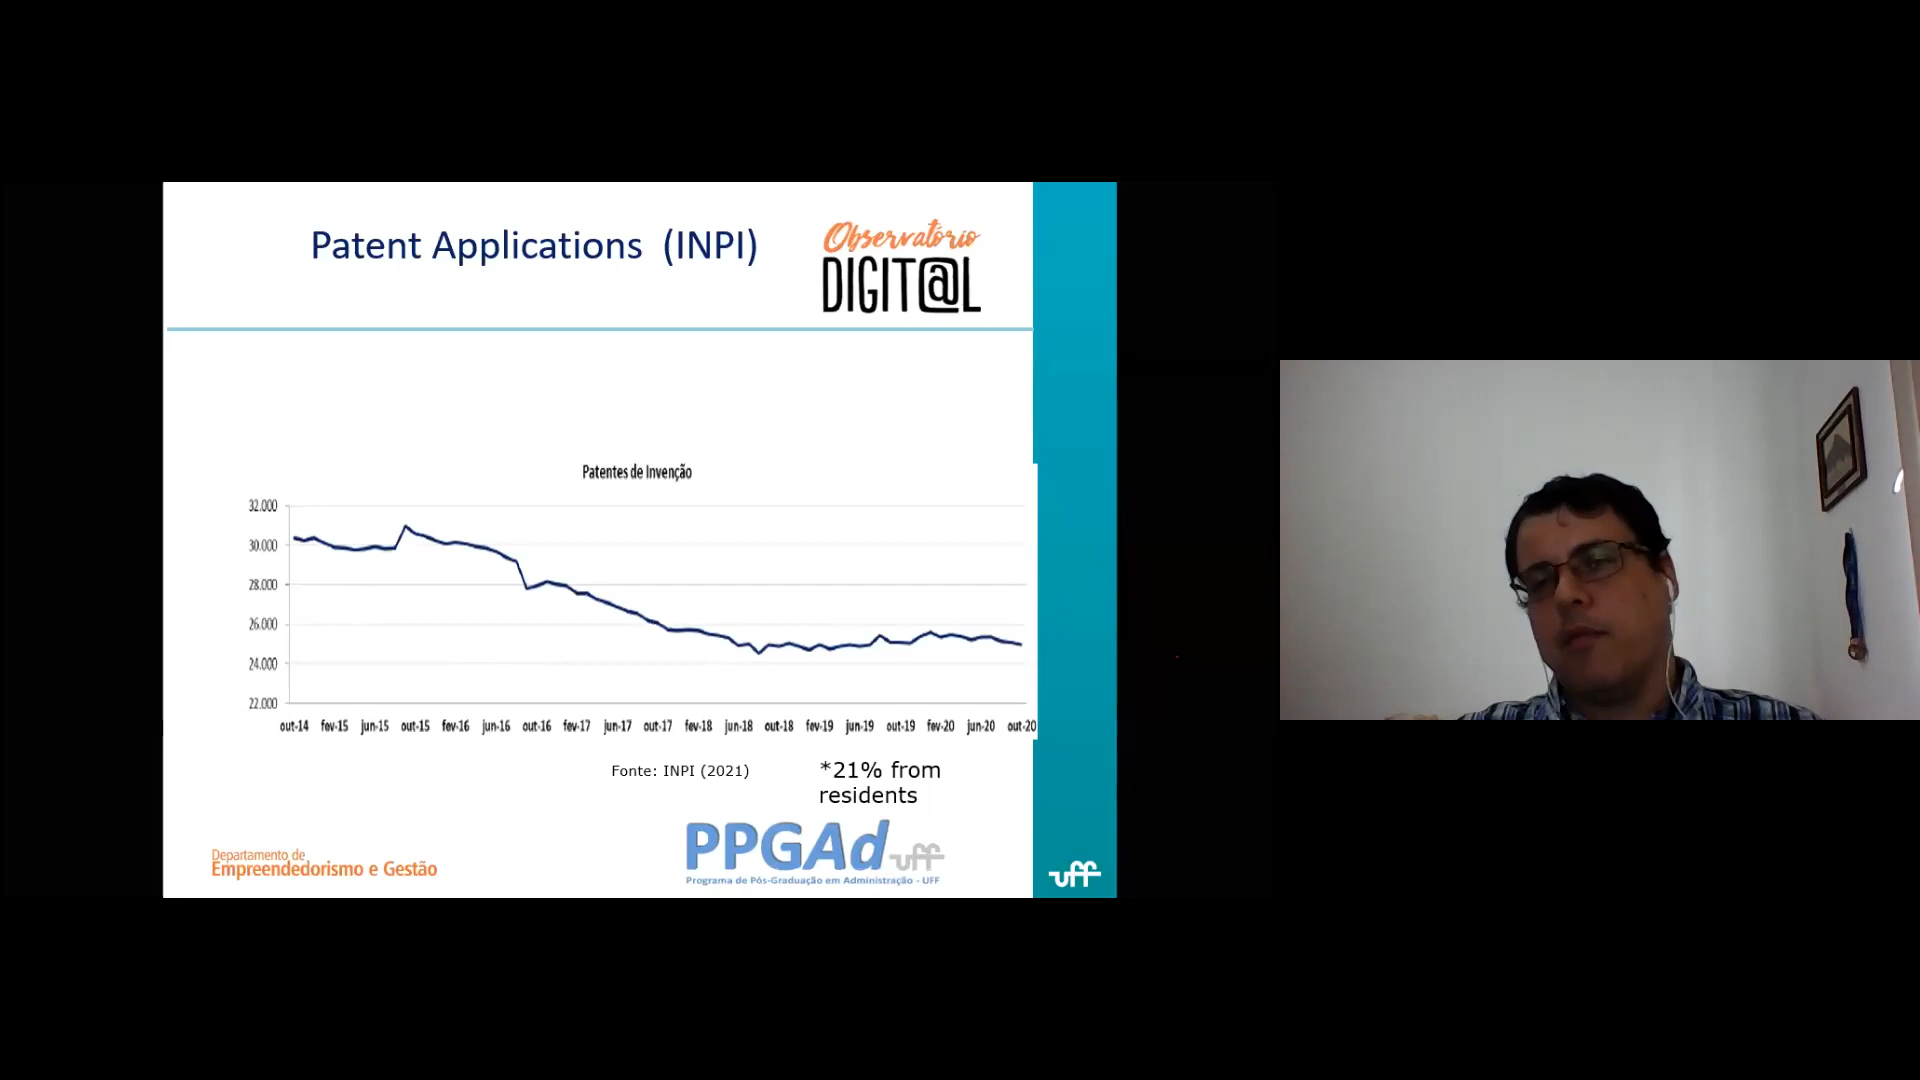 Patent Applications (INPI)
Observatório
DIGIT@L
Patentes de Invenção
32.000
30.000
28.000
26.000
24.000
22.000
out-14 fev-15 jun-15 out-15 fev-16 jun-16 out-16 fev-17 jun-17 out-17 fev-18 jun-18 out-18 fev-19 jun-19 out-19 fev-20 jun-20 out-20
Fonte: INPI (2021)
*21% from
residents
PPGAd uff
Programa de Pós-Graduação em Administração - UFF
Departamento de
Empreendedorismo e Gestão
uff